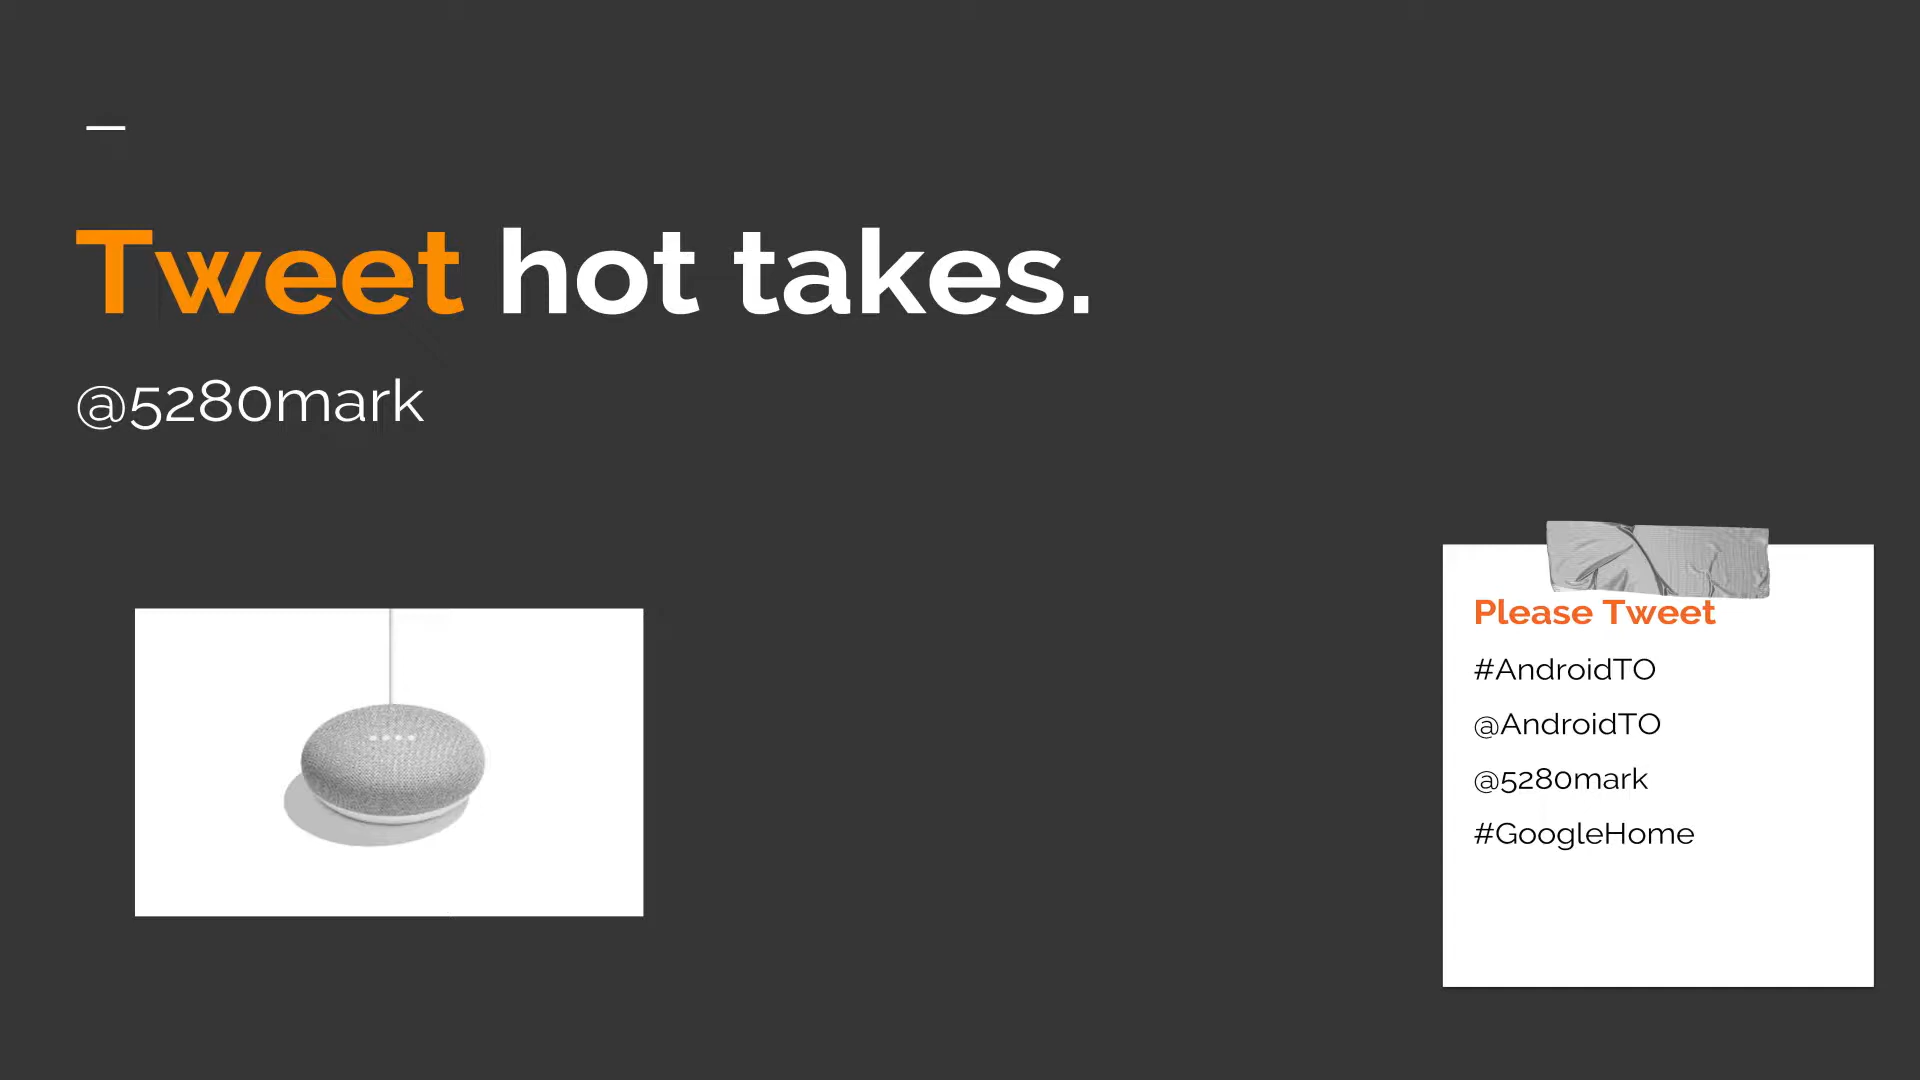 Tweet hot takes.
@5280mark
Please Tweet
#AndroidTO
@AndroidTO
@5280mark
#GoogleHome